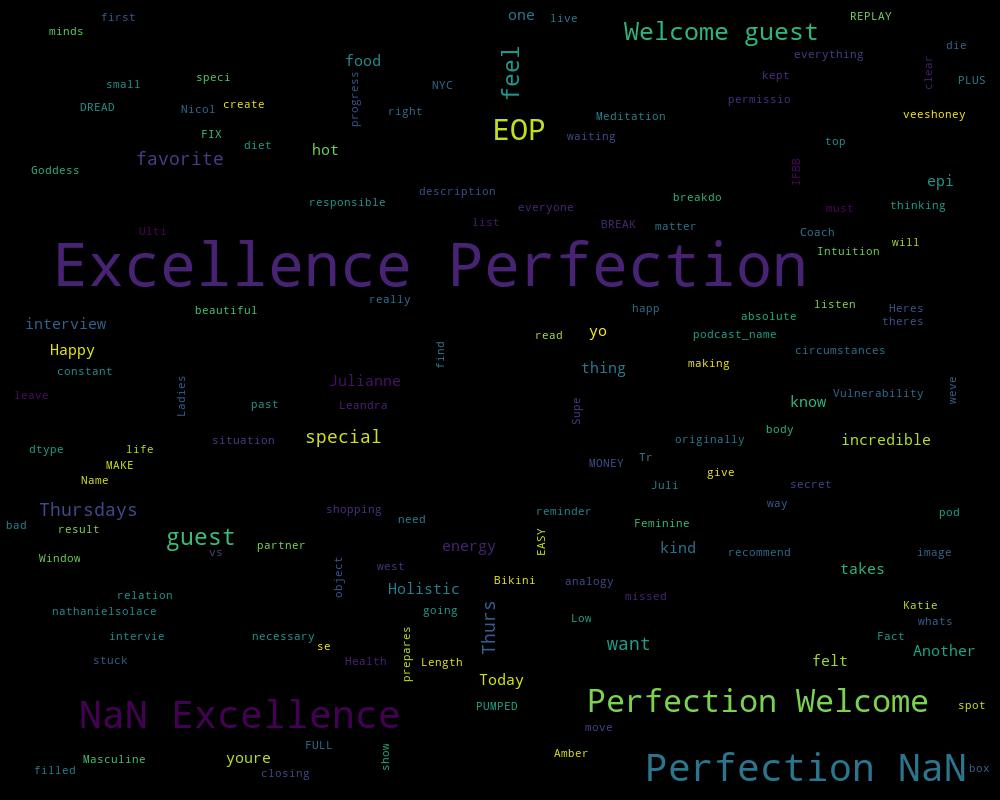 first
one
live
REPLAY
minds
Welcome guest
die
everything
food
feel
clear
kept
speci
small
PLUS
NYC
progress
permissio
create
DREAD
Nicol
right
Meditation
veeshoney
EOP
FIX
waiting
diet
hot
top
favorite
Goddess
IFBB
epi
description
breakdo
responsible
everyone
must
thinking
list
BREAK
matter
Ulti
Coach
will
Intuition
Excellence Perfection
really
beautiful
happ
listen
Heres
absolute
theres
interview
yo
read
podcast_name
Happy
find
circumstances
making
constant
thing
Julianne
Ladies
weve
leave
Vulnerability
past
Leandra
know
Supe
body
special
situation
originally
incredible
dtype
life
Tr
MAKE
MONEY
give
Name
Juli
secret
way
Thursdays
shopping
reminder
pod
need
Feminine
bad
result
guest
EASY
partner
energy
kind
vs
recommend
image
Window
west
takes
object
Bikini
analogy
Holistic
relation
missed
nathanielsolace
going
Katie
Low
whats
Thurs
intervie
necessary
Fact
se
want
Another
prepares
stuck
Health
Length
felt
Today
Perfection Welcome
PUMPED
spot
NaN Excellence
move
FULL
Amber
show
Masculine
youre
filled
closing
Perfection NaN
box